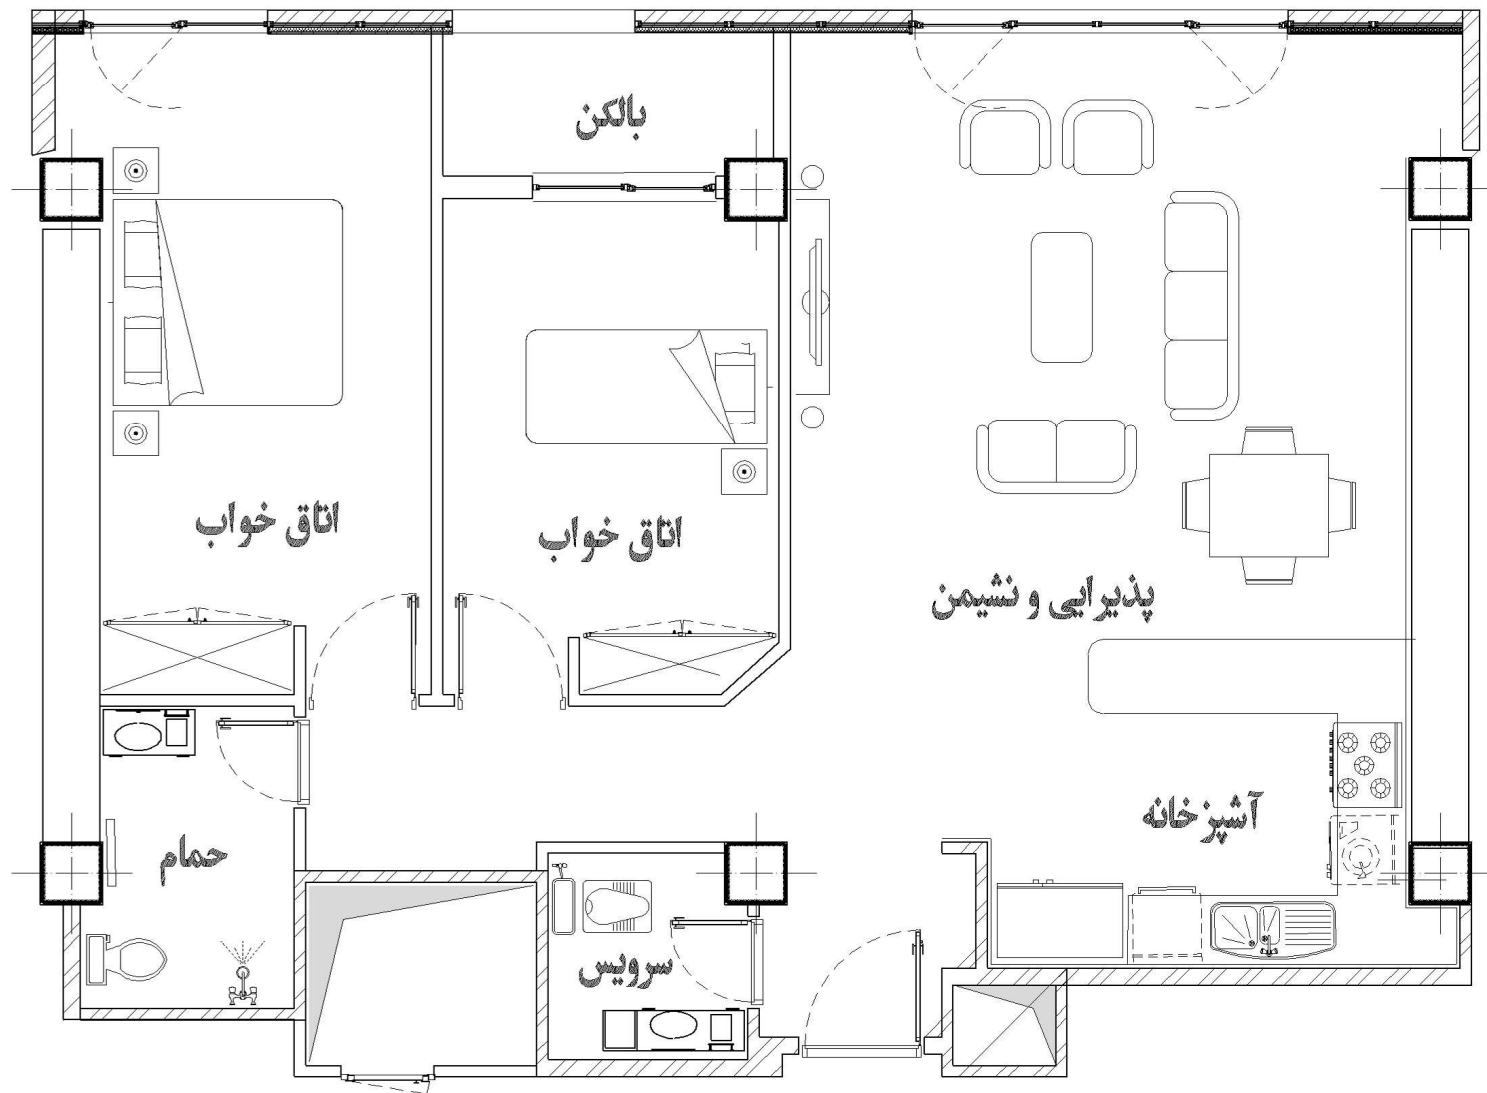 بالکن
اتاق خواب
اتاق خواب
پذیرایی و نشیمن
آشپزخانه
حمام
سرویس